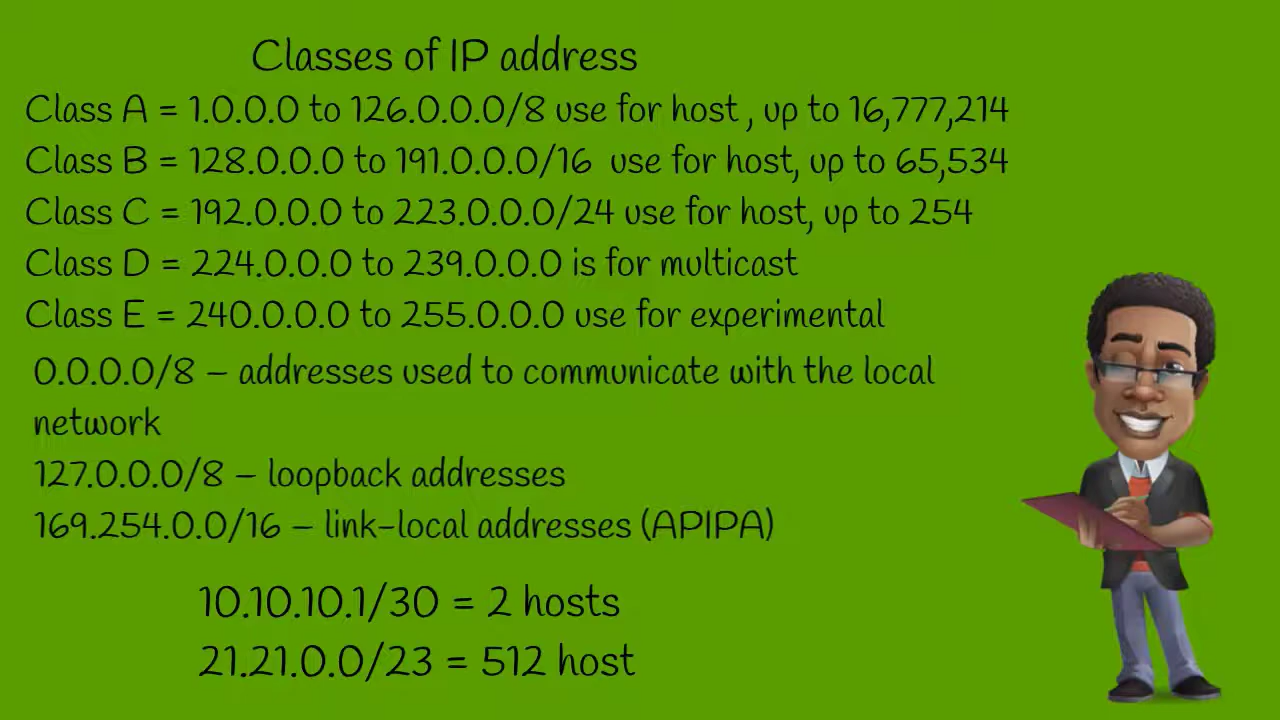 Classes of IP address
Class A = 1.0.0.0 to 126.0.0.0/8 use for host , up to 16,777,214
Class B = 128.0.0.0 to 191.0.0.0/16 use for host, up to 65,534
Class C = 192.0.0.0 to 223.0.0.0/24 use for host, up to 254
Class D = 224.0.0.0 to 239.0.0.0 is for multicast
Class E = 240.0.0.0 to 255.0.0.0 use for experimental
0.0.0.0/8 – addresses used to communicate with the local
network
127.0.0.0/8 – loopback addresses
169.254.0.0/16 – link-local addresses (APIPA)
10.10.10.1/30 = 2 hosts
21.21.0.0/23 = 512 host